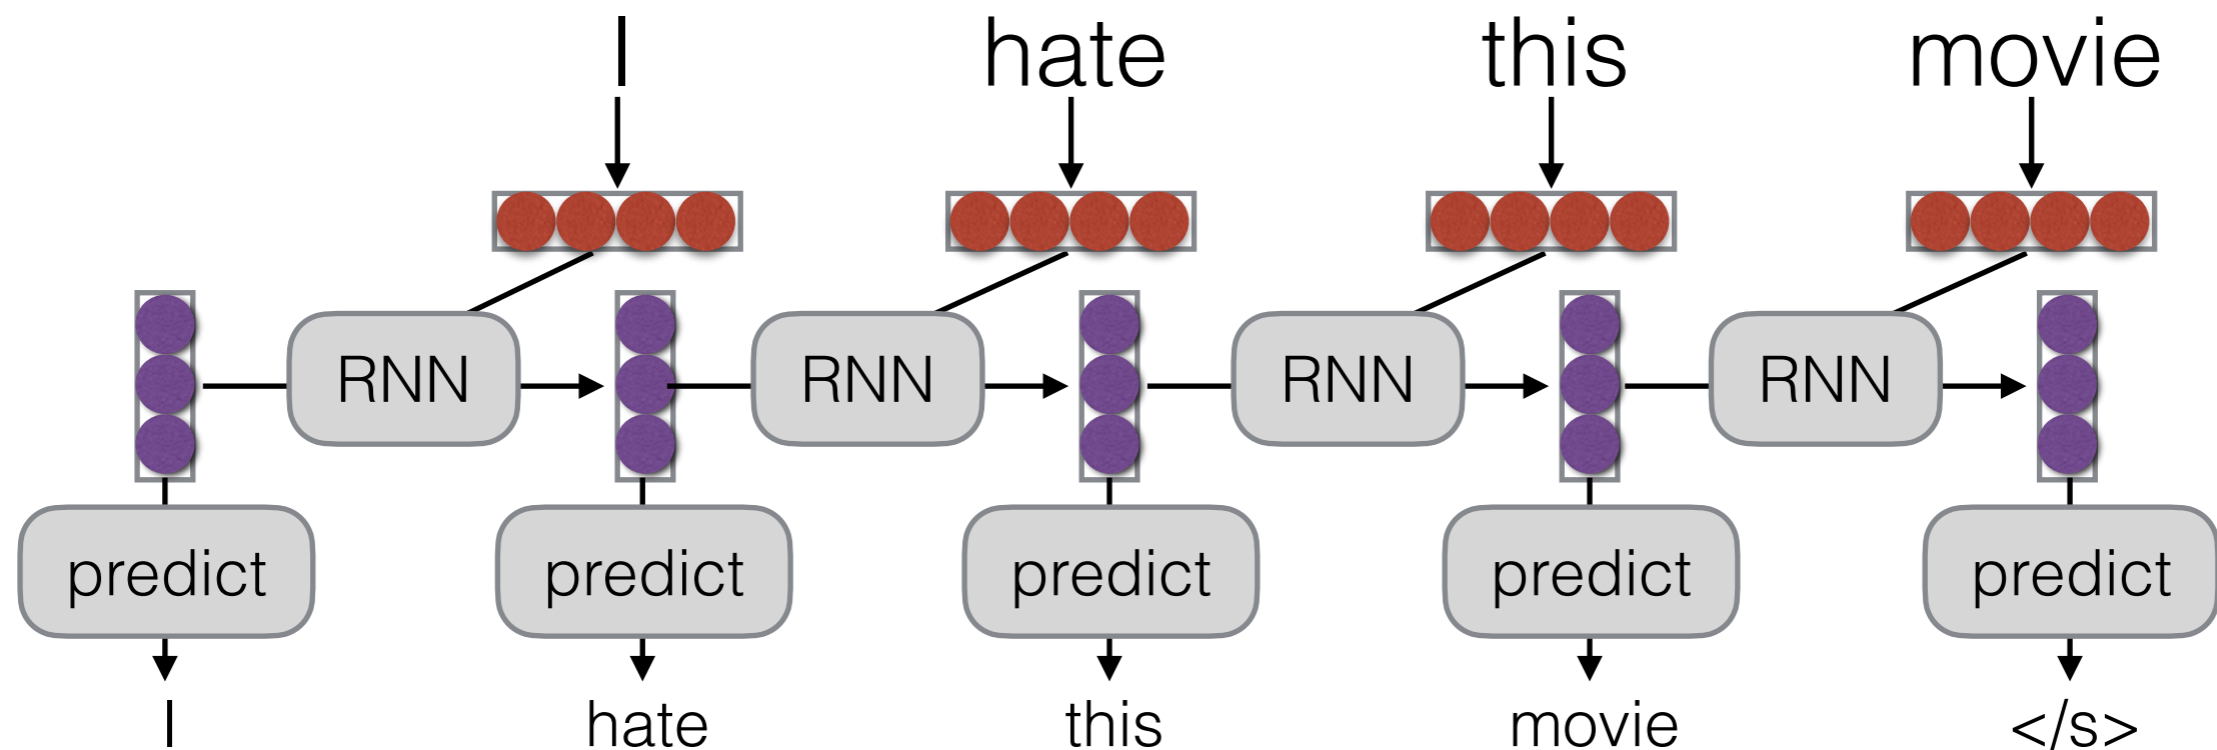 I hate this movie
RNN RNN RNN RNN
predict predict predict predict predict
I hate this movie </s>